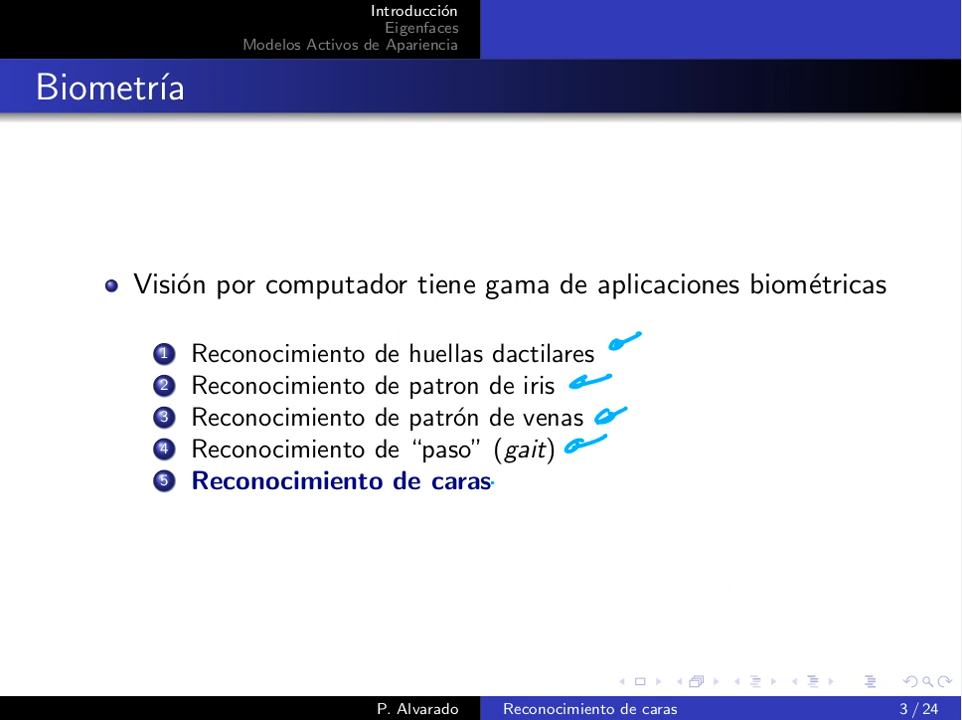 Introducción
Eigenfaces
Modelos Activos de Apariencia
Biometría
Visión por computador tiene gama de aplicaciones biométricas
1 Reconocimiento de huellas dactilares
2 Reconocimiento de patron de iris
3 Reconocimiento de patrón de venas
4 Reconocimiento de “paso” (gait)
5 Reconocimiento de caras
P. Alvarado
Reconocimiento de caras
3 / 24